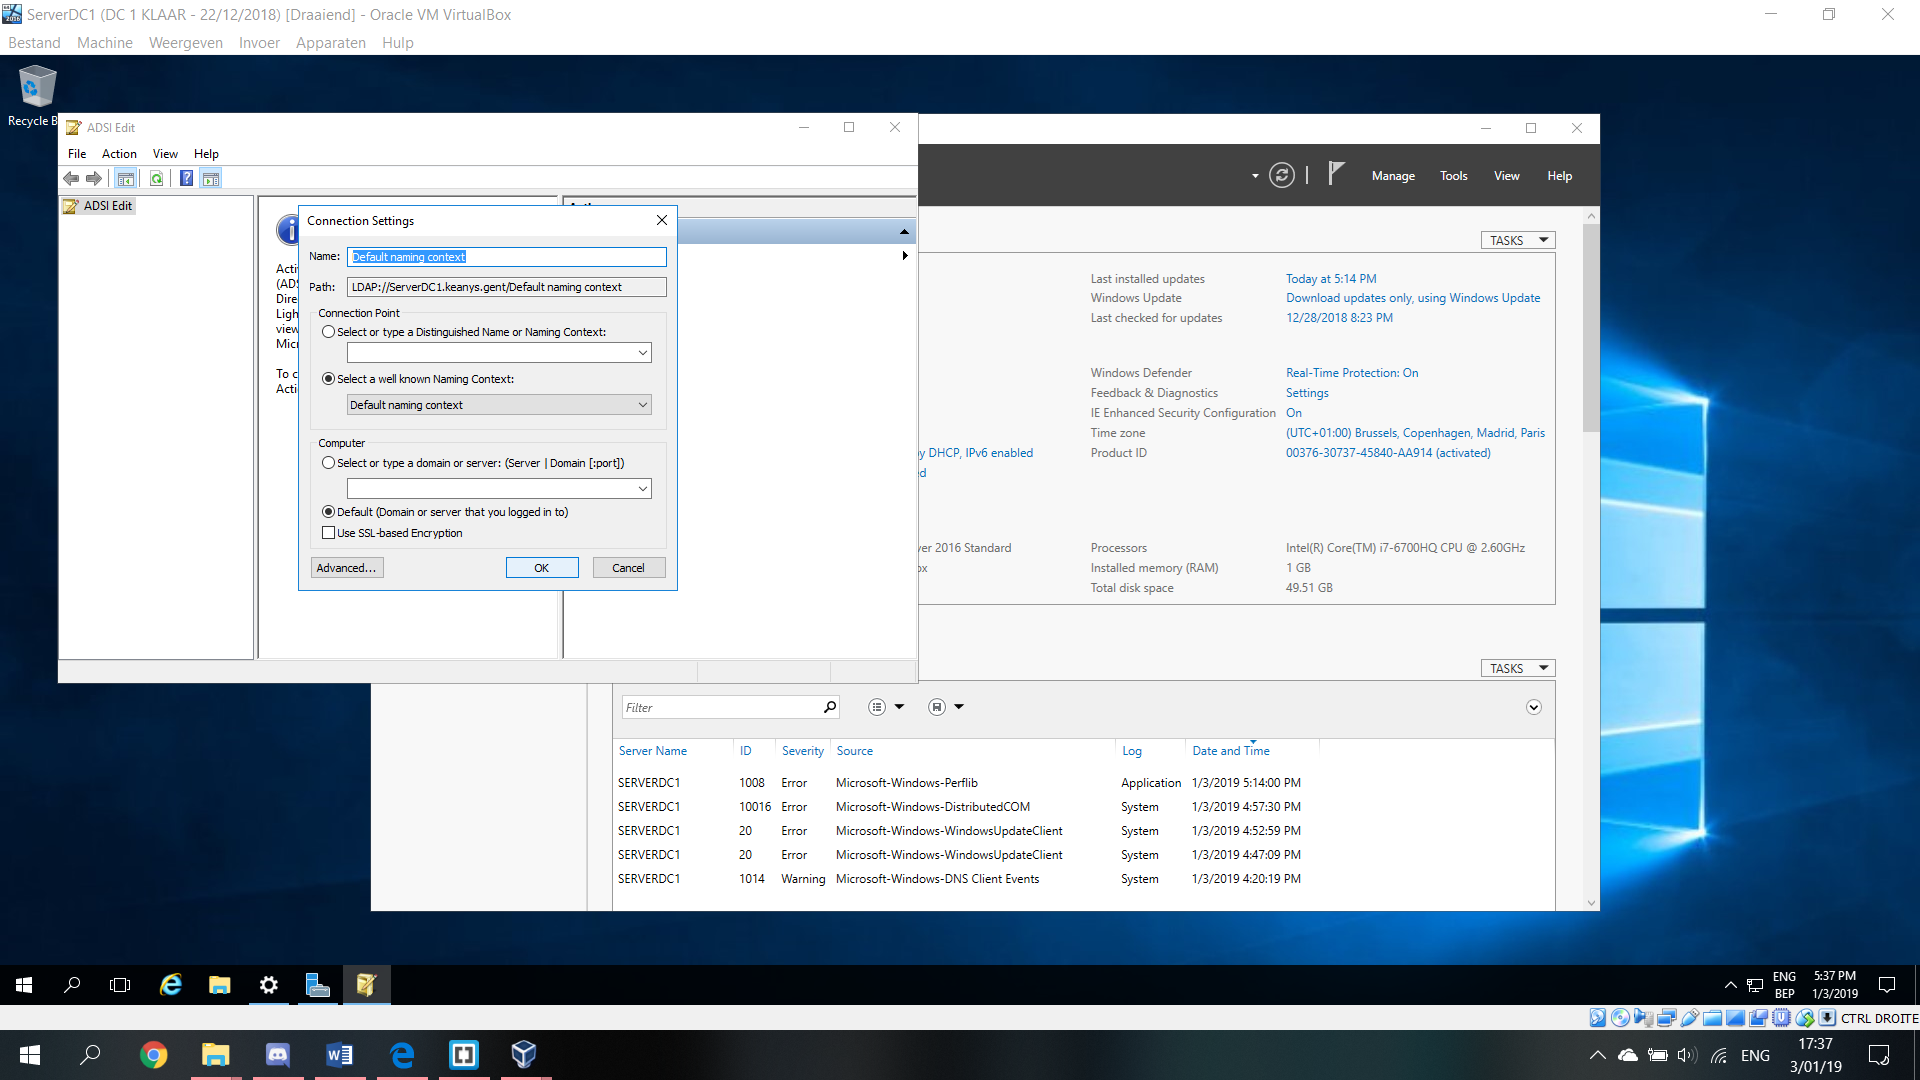 ServerDC1 (DC 1 KLAAR - 22/12/2018) [Draaiend] - Oracle VM VirtualBox
Bestand Machine Weergeven Invoer Apparaten Hulp
Recycle B
ADSI Edit
File Action View Help
ADSI Edit
Manage Tools View Help
Connection Settings
Name: Default naming context
Path: LDAP://ServerDC1.keanys.gent/Default naming context
Connection Point
Select or type a Distinguished Name or Naming Context:
Select a well known Naming Context:
Default naming context
Computer
Select or type a domain or server: (Server | Domain [:port])
Default (Domain or server that you logged in to)
Use SSL-based Encryption
Advanced... OK Cancel
Acti
(ADS
Dire
Ligh
view
Micr
To c
Acti
TASKS
Last installed updates Today at 5:14 PM
Windows Update Download updates only, using Windows Update
Last checked for updates 12/28/2018 8:23 PM
Windows Defender Real-Time Protection: On
Feedback & Diagnostics Settings
IE Enhanced Security Configuration On
Time zone (UTC+01:00) Brussels, Copenhagen, Madrid, Paris
y DHCP, IPv6 enabled Product ID 00376-30737-45840-AA914 (activated)
d
ver 2016 Standard Processors Intel(R) Core(TM) i7-6700HQ CPU @ 2.60GHz
ox Installed memory (RAM) 1 GB
Total disk space 49.51 GB
TASKS
Filter
Server Name ID Severity Source Log Date and Time
SERVERDC1 1008 Error Microsoft-Windows-Perflib Application 1/3/2019 5:14:00 PM
SERVERDC1 10016 Error Microsoft-Windows-DistributedCOM System 1/3/2019 4:57:30 PM
SERVERDC1 20 Error Microsoft-Windows-WindowsUpdateClient System 1/3/2019 4:52:59 PM
SERVERDC1 20 Error Microsoft-Windows-WindowsUpdateClient System 1/3/2019 4:47:09 PM
SERVERDC1 1014 Warning Microsoft-Windows-DNS Client Events System 1/3/2019 4:20:19 PM
ENG 5:37 PM
BEP 1/3/2019
CTRL DROITE
ENG 17:37
3/01/19